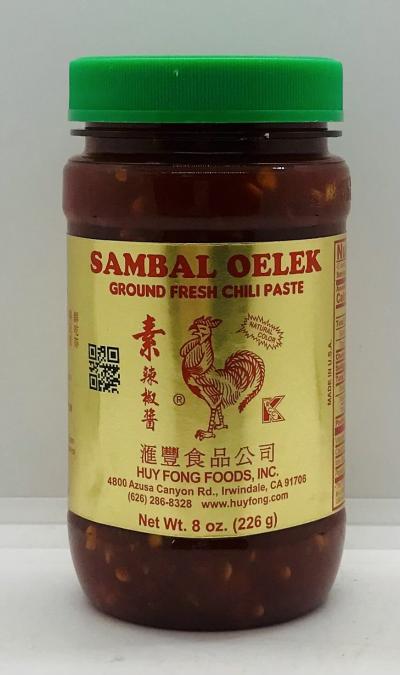 SAMBAL OELEK
GROUND FRESH CHILI PASTE
素
辣
椒
醬
®
NATURAL
COLOR
K
MADE IN U.S.A.
滙豐食品公司
HUY FONG FOODS, INC.
4800 Azusa Canyon Rd., Irwindale, CA 91706
(626) 286-8328 www.huyfong.com
Net Wt. 8 oz. (226 g)